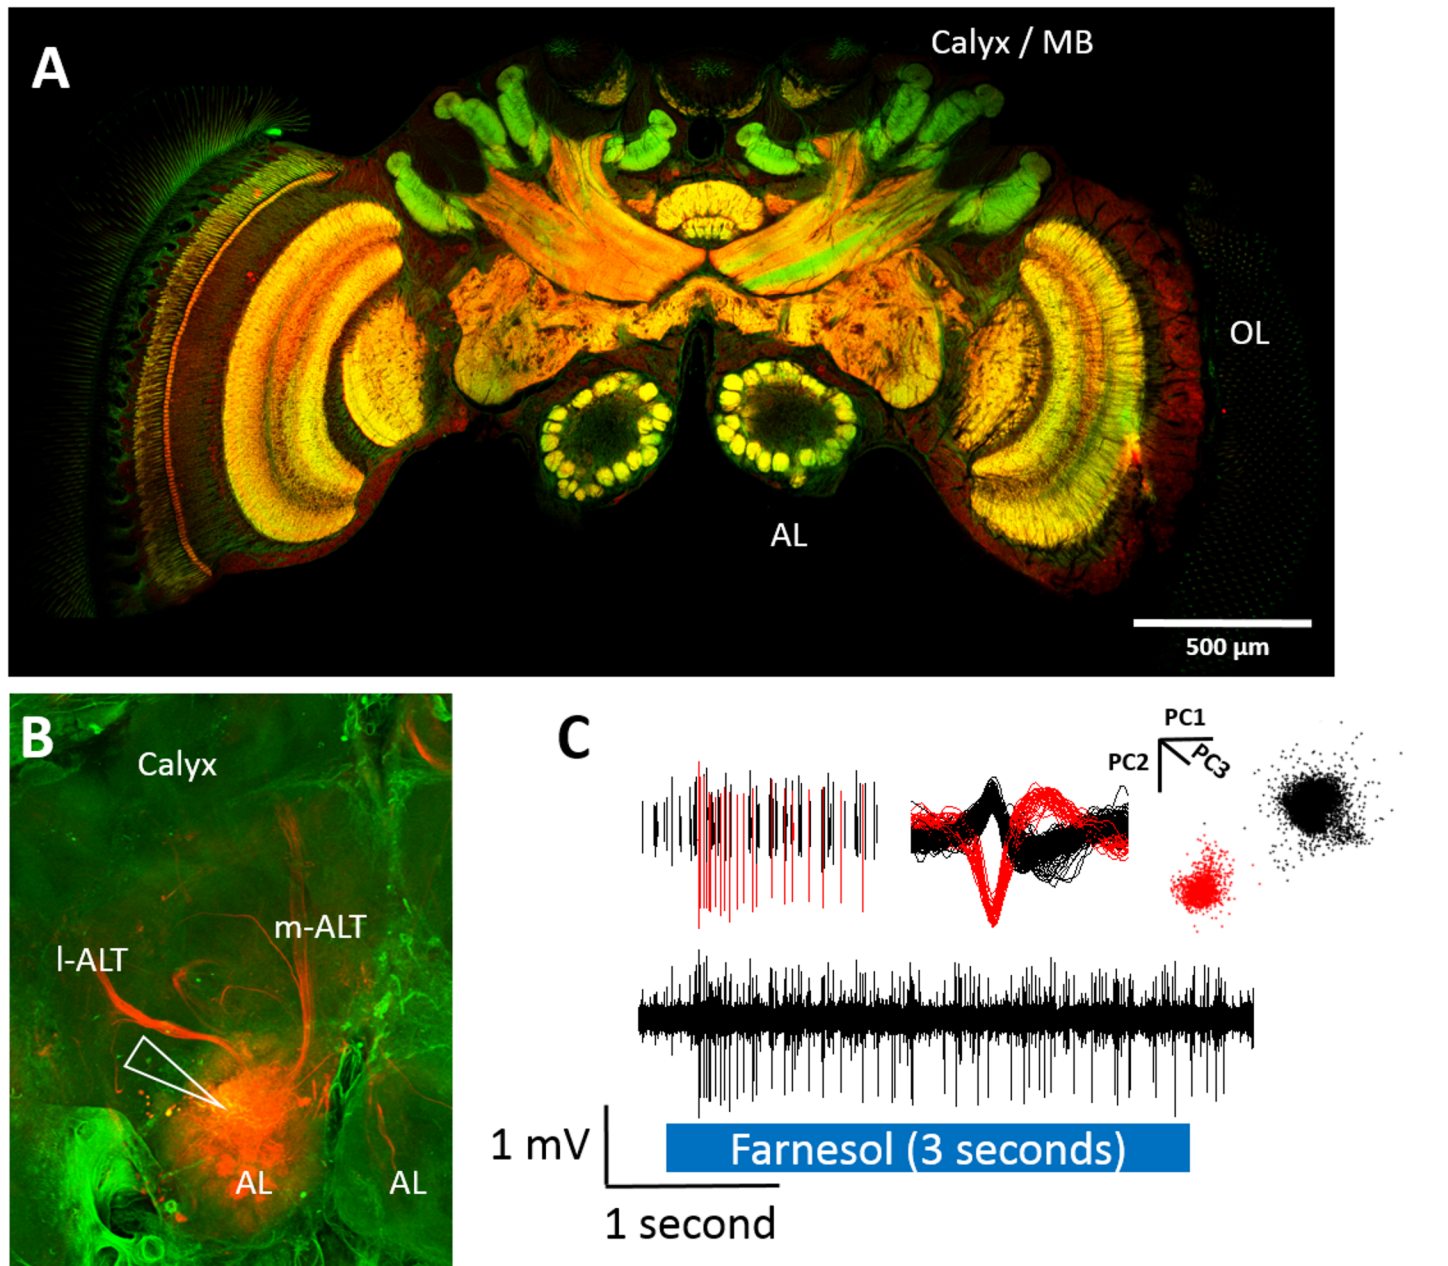 A
Calyx / MB
OL
AL
500 µm
B
Calyx
m-ALT
l-ALT
AL
AL
C
PC1
PC2
PC3
1 mV
Farnesol (3 seconds)
1 second